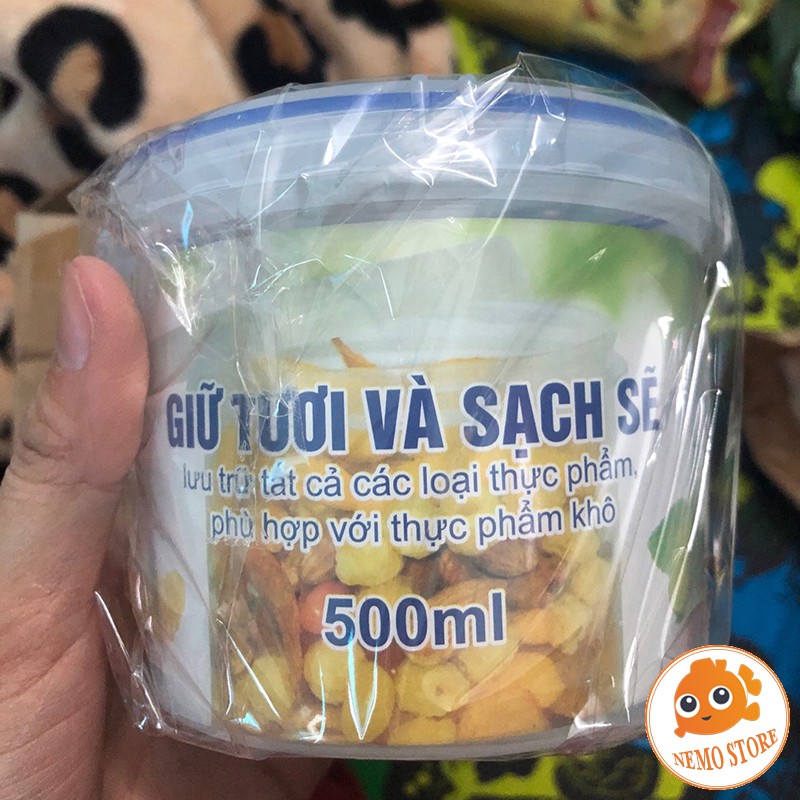 GIỮ TƯƠI VÀ SẠCH SẼ
lưu trữ tất cả các loại thực phẩm,
phù hợp với thực phẩm khô
500ml
NEMO STORE